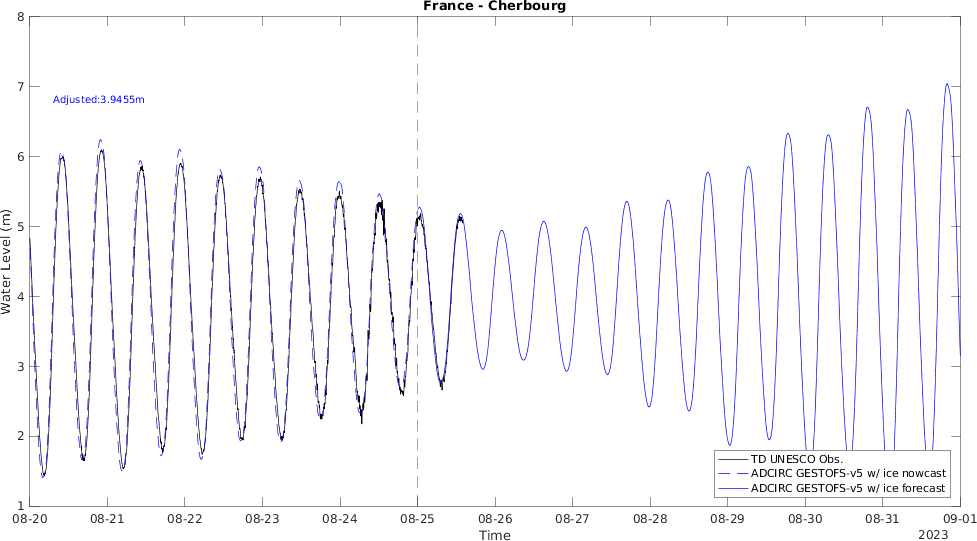 France - Cherbourg
8
7
6
5
4
3
2
1
Water Level (m)
Adjusted:3.9455m
TD UNESCO Obs.
ADCIRC GESTOFS-v5 w/ ice nowcast
ADCIRC GESTOFS-v5 w/ ice forecast
08-20 08-21 08-22 08-23 08-24 08-25 08-26 08-27 08-28 08-29 08-30 08-31 09-01
Time
2023